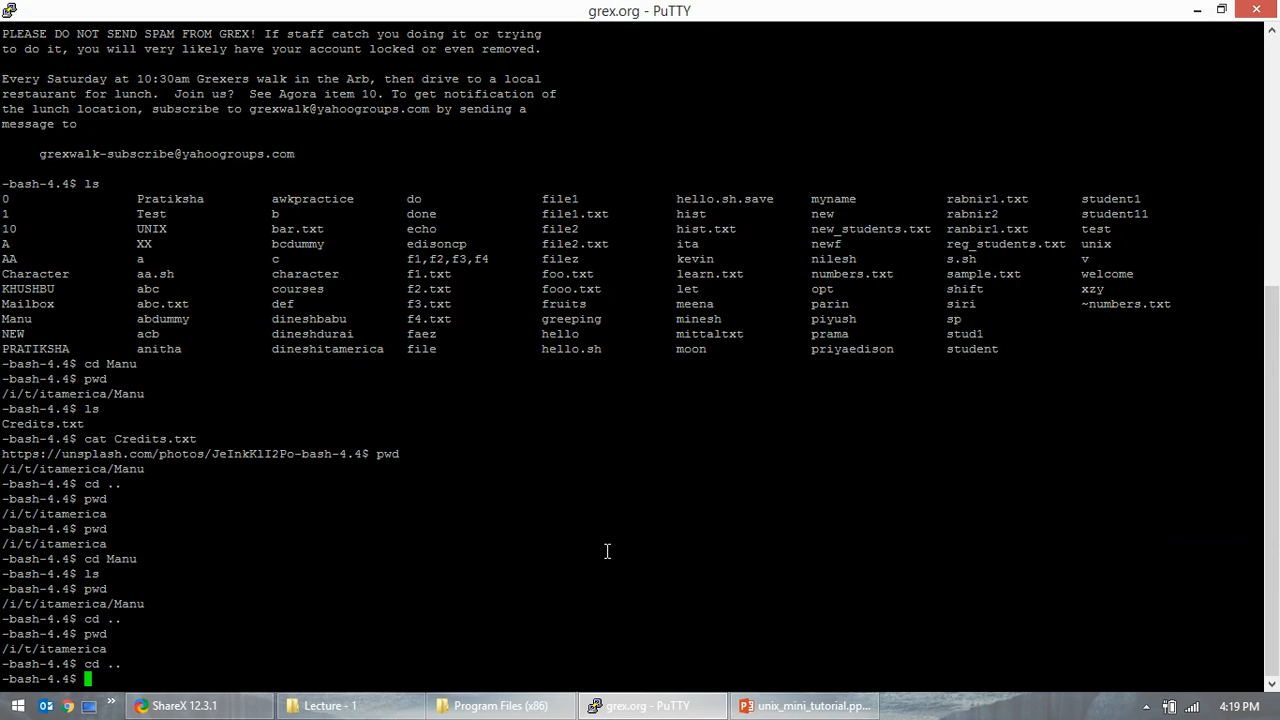 grex.org - PuTTY
PLEASE DO NOT SEND SPAM FROM GREX! If staff catch you doing it or trying
to do it, you will very likely have your account locked or even removed.
Every Saturday at 10:30am Grexers walk in the Arb, then drive to a local
restaurant for lunch.  Join us?  See Agora item 10. To get notification of
the lunch location, subscribe to grexwalk@yahoogroups.com by sending a
message to
grexwalk-subscribe@yahoogroups.com
-bash-4.4$ ls
0 Pratiksha awkpractice do file1 hello.sh.save myname rabnir1.txt student1
1 Test b done file1.txt hist new rabnir2 student11
10 UNIX bar.txt echo file2 hist.txt new_students.txt ranbir1.txt test
A XX bcdummy edisoncp file2.txt ita newf reg_students.txt unix
AA a c f1,f2,f3,f4 filez kevin nilesh s.sh v
Character aa.sh character f1.txt foo.txt learn.txt numbers.txt sample.txt welcome
KHUSHBU abc courses f2.txt fooo.txt let opt shift xzy
Mailbox abc.txt def f3.txt fruits meena parin siri ~numbers.txt
Manu abdummy dineshbabu f4.txt greeping minesh piyush sp
NEW acb dineshdurai faez hello mittaltxt prama stud1
PRATIKSHA anitha dineshitamerica file hello.sh moon priyaedison student
-bash-4.4$ cd Manu
-bash-4.4$ pwd
/i/t/itamerica/Manu
-bash-4.4$ ls
Credits.txt
-bash-4.4$ cat Credits.txt
https://unsplash.com/photos/JeInkKlI2Po-bash-4.4$ pwd
/i/t/itamerica/Manu
-bash-4.4$ cd ..
-bash-4.4$ pwd
/i/t/itamerica
-bash-4.4$ pwd
/i/t/itamerica
-bash-4.4$ cd Manu
-bash-4.4$ ls
-bash-4.4$ pwd
/i/t/itamerica/Manu
-bash-4.4$ cd ..
-bash-4.4$ pwd
/i/t/itamerica
-bash-4.4$ cd ..
-bash-4.4$
ShareX 12.3.1 Lecture - 1 Program Files (x86) grex.org - PuTTY unix_mini_tutorial.pp... 4:19 PM